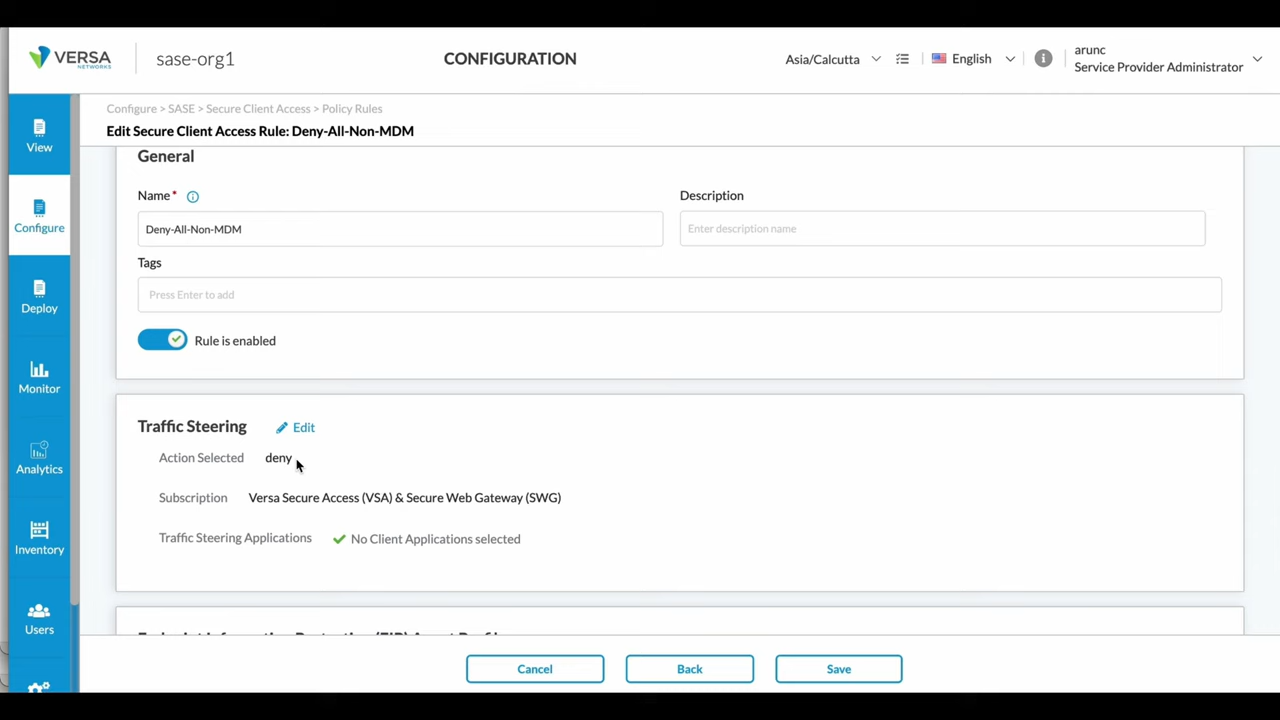 VERSA
NETWORKS
sase-org1
CONFIGURATION
Asia/Calcutta
English
arunc
Service Provider Administrator
Configure > SASE > Secure Client Access > Policy Rules
Edit Secure Client Access Rule: Deny-All-Non-MDM
View
Configure
Deploy
Monitor
Analytics
Inventory
Users
General
Name*
Description
Deny-All-Non-MDM
Enter description name
Tags
Press Enter to add
Rule is enabled
Traffic Steering
Edit
Action Selected deny
Subscription Versa Secure Access (VSA) & Secure Web Gateway (SWG)
Traffic Steering Applications No Client Applications selected
Cancel
Back
Save